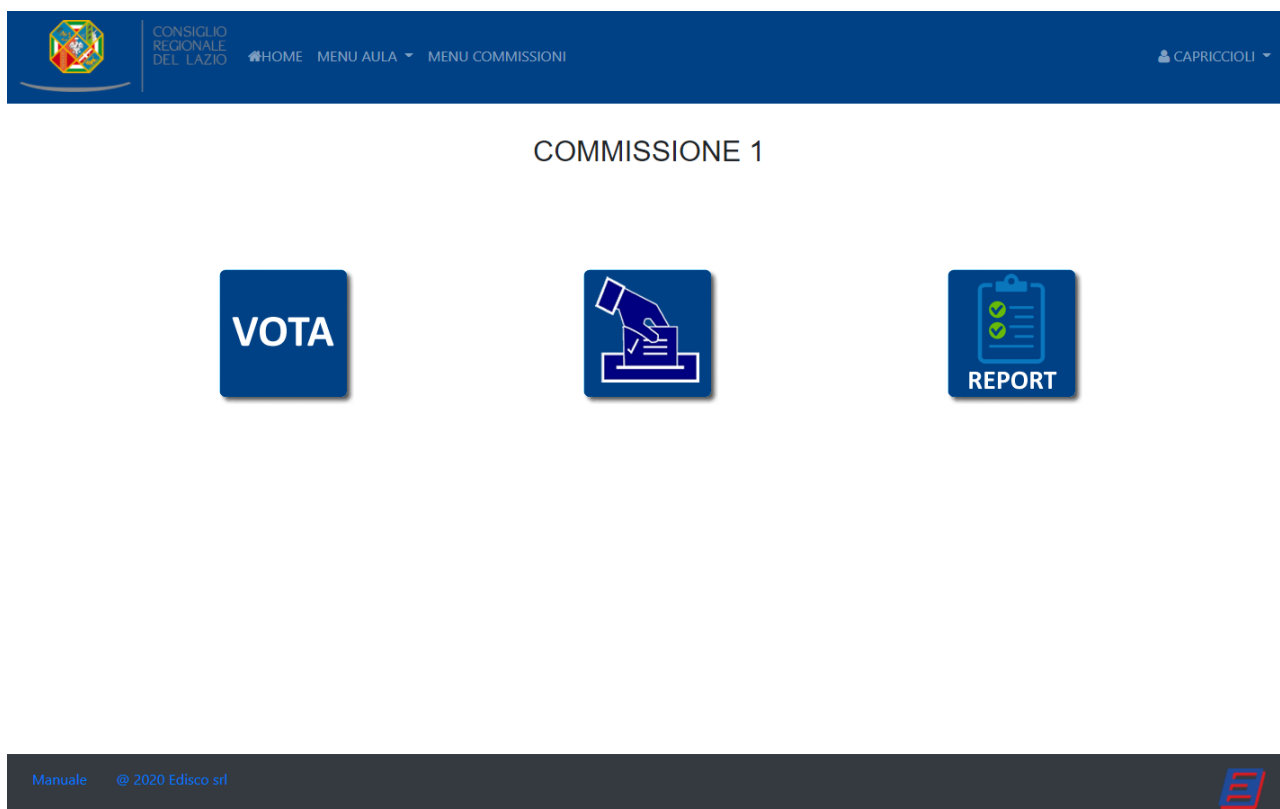 CONSIGLIO
REGIONALE
DEL LAZIO
HOME MENU AULA MENU COMMISSIONI
CAPRICCIOLI
COMMISSIONE 1
VOTA
REPORT
Manuale @ 2020 Edisco srl